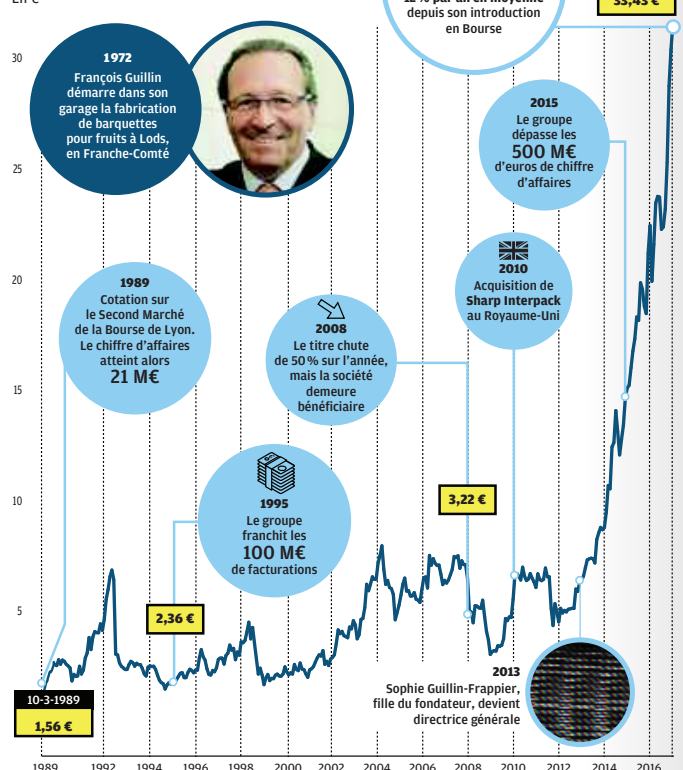 En €
12 % par an en moyenne
depuis son introduction
en Bourse
33,43 €
30
25
20
15
10
5
1972
François Guillin
démarre dans son
garage la fabrication
de barquettes
pour fruits à Lods,
en Franche-Comté
2015
Le groupe
dépasse les
500 M€
d'euros de chiffre
d'affaires
1989
Cotation sur
le Second Marché
de la Bourse de Lyon.
Le chiffre d'affaires
atteint alors
21 M€
2010
Acquisition de
Sharp Interpack
au Royaume-Uni
2008
Le titre chute
de 50 % sur l'année,
mais la société
demeure
bénéficiaire
1995
Le groupe
franchit les
100 M€
de facturations
3,22 €
2,36 €
2013
Sophie Guillin-Frappier,
fille du fondateur, devient
directrice générale
10-3-1989
1,56 €
1989 1992 1994 1996 1998 2000 2002 2004 2006 2008 2010 2012 2014 2016